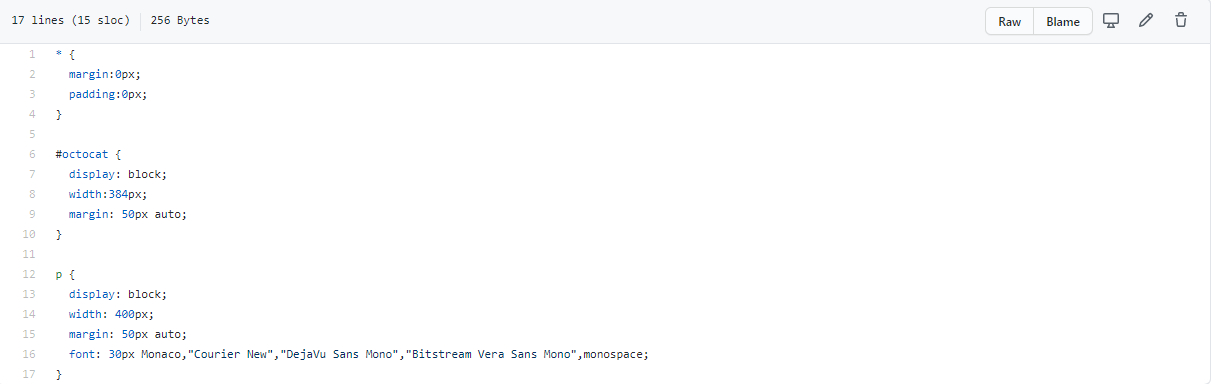 17 lines (15 sloc) 256 Bytes Raw Blame
1 * {
2   margin:0px;
3   padding:0px;
4 }
5
6 #octocat {
7   display: block;
8   width:384px;
9   margin: 50px auto;
10 }
11
12 p {
13   display: block;
14   width: 400px;
15   margin: 50px auto;
16   font: 30px Monaco,"Courier New","DejaVu Sans Mono","Bitstream Vera Sans Mono",monospace;
17 }